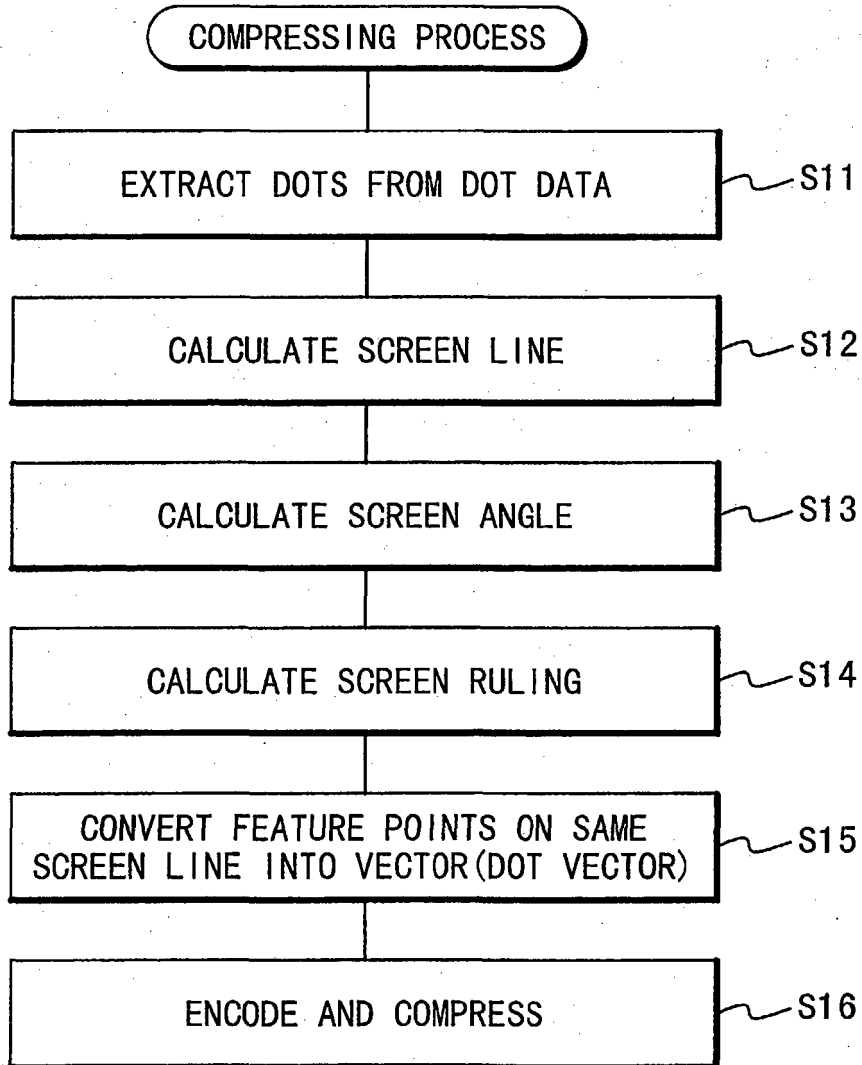 COMPRESSING PROCESS
EXTRACT DOTS FROM DOT DATA
S11
CALCULATE SCREEN LINE
S12
CALCULATE SCREEN ANGLE
S13
CALCULATE SCREEN RULING
S14
CONVERT FEATURE POINTS ON SAME
SCREEN LINE INTO VECTOR(DOT VECTOR)
S15
ENCODE AND COMPRESS
S16